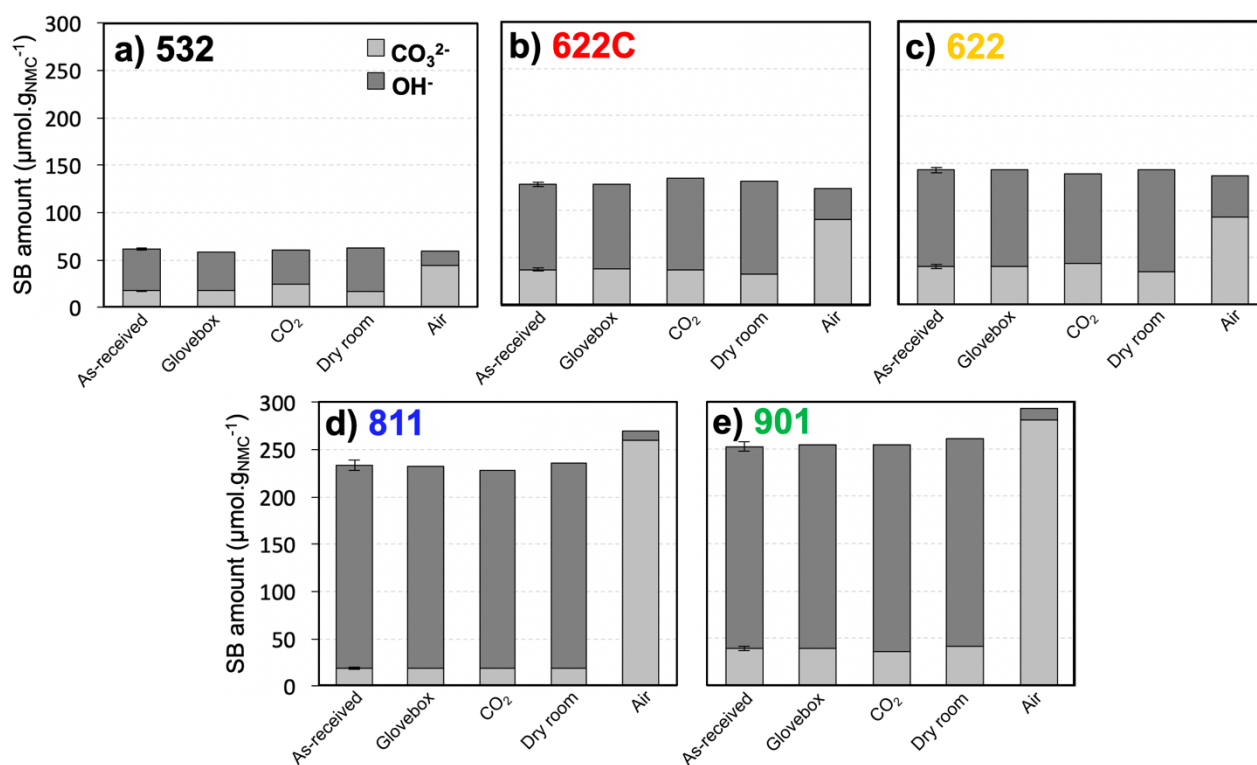 SB amount (µmol.gNMC⁻¹)
300
250
200
150
100
50
0
a) 532
CO₃²⁻
OH⁻
As-received
Glovebox
CO₂
Dry room
Air
b) 622C
As-received
Glovebox
CO₂
Dry room
Air
c) 622
As-received
Glovebox
CO₂
Dry room
Air
SB amount (µmol.gNMC⁻¹)
300
250
200
150
100
50
0
d) 811
As-received
Glovebox
CO₂
Dry room
Air
e) 901
As-received
Glovebox
CO₂
Dry room
Air